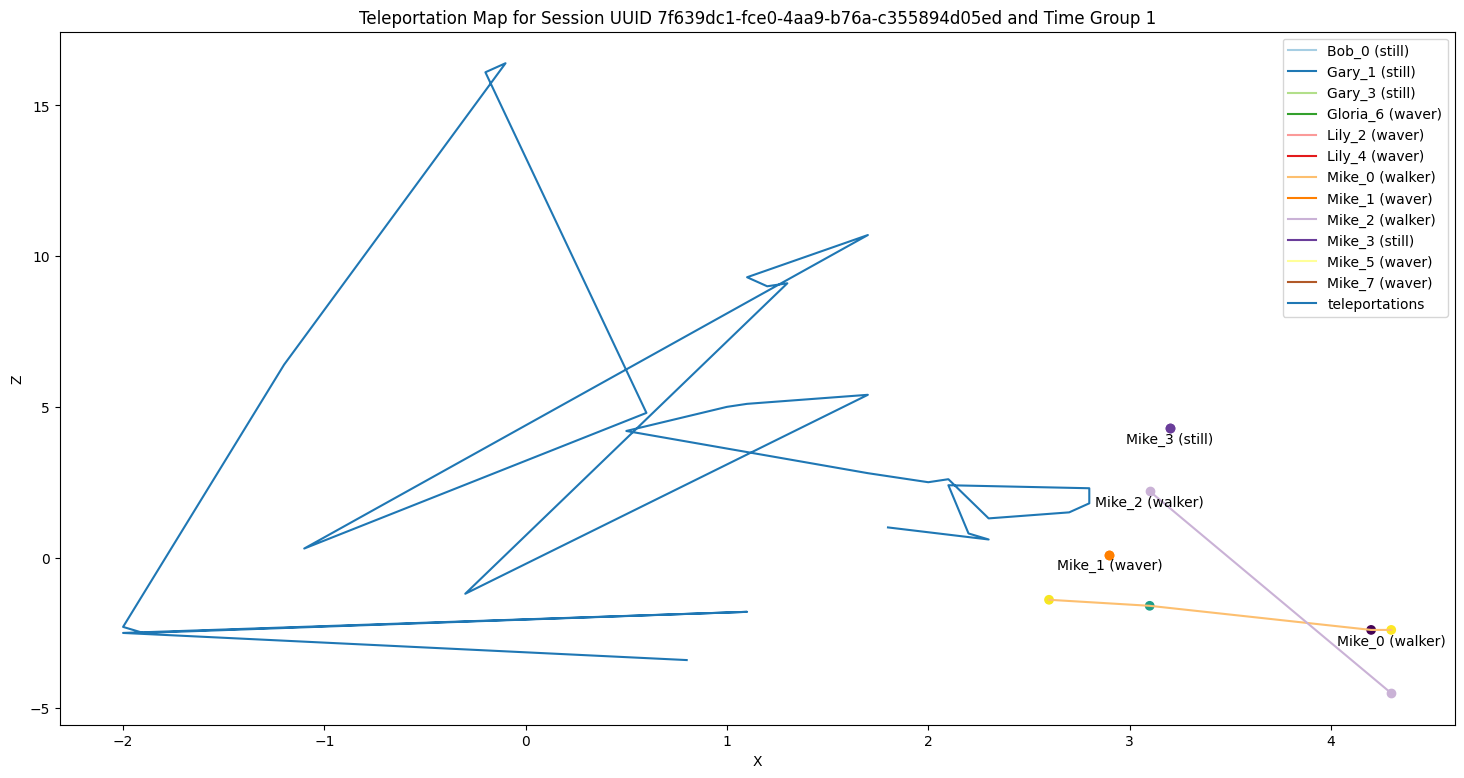 Teleportation Map for Session UUID 7f639dc1-fce0-4aa9-b76a-c355894d05ed and Time Group 1
Bob_0 (still)
Gary_1 (still)
Gary_3 (still)
Gloria_6 (waver)
Lily_2 (waver)
Lily_4 (waver)
Mike_0 (walker)
Mike_1 (waver)
Mike_2 (walker)
Mike_3 (still)
Mike_5 (waver)
Mike_7 (waver)
teleportations
15
10
5
0
−5
Z
Mike_3 (still)
Mike_2 (walker)
Mike_1 (waver)
Mike_0 (walker)
−2
−1
0
1
2
3
4
X